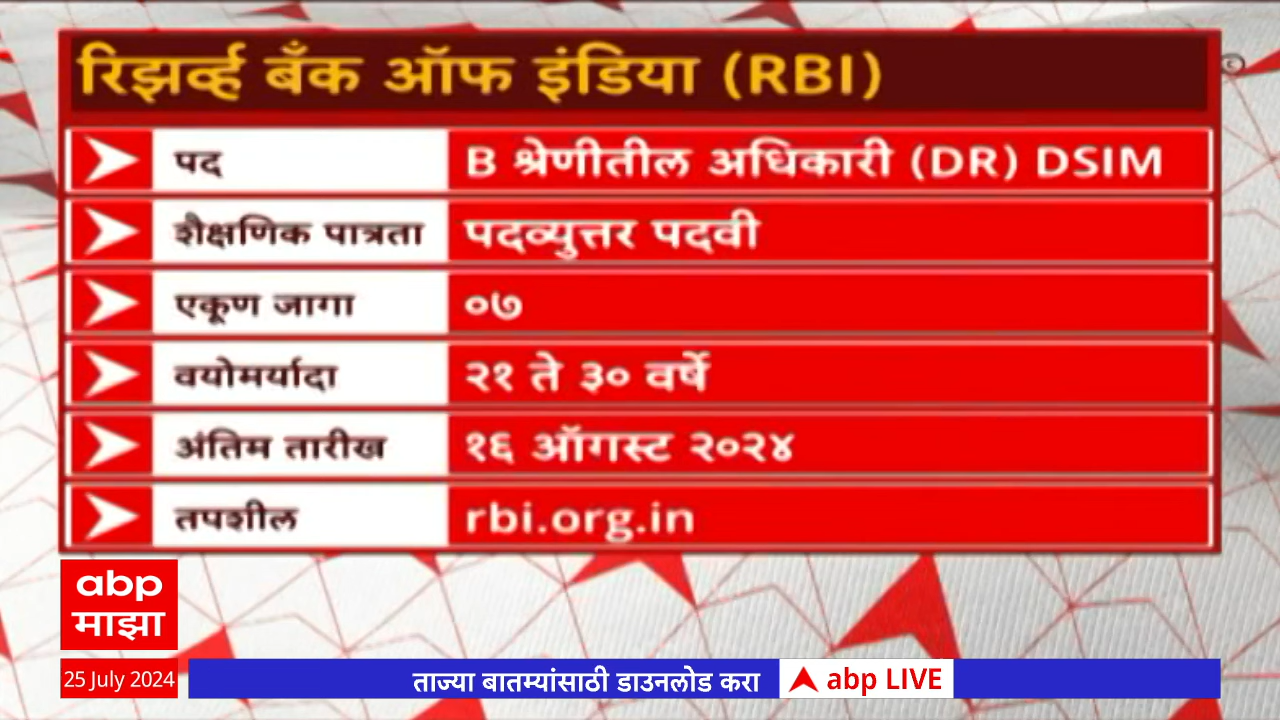 रिझर्व्ह बँक ऑफ इंडिया (RBI)
पद B श्रेणीतील अधिकारी (DR) DSIM
शैक्षणिक पात्रता पदव्युत्तर पदवी
एकूण जागा ०७
वयोमर्यादा २१ ते ३० वर्षे
अंतिम तारीख १६ ऑगस्ट २०२४
तपशील rbi.org.in
abp
माझा
25 July 2024 ताज्या बातम्यांसाठी डाउनलोड करा abp LIVE